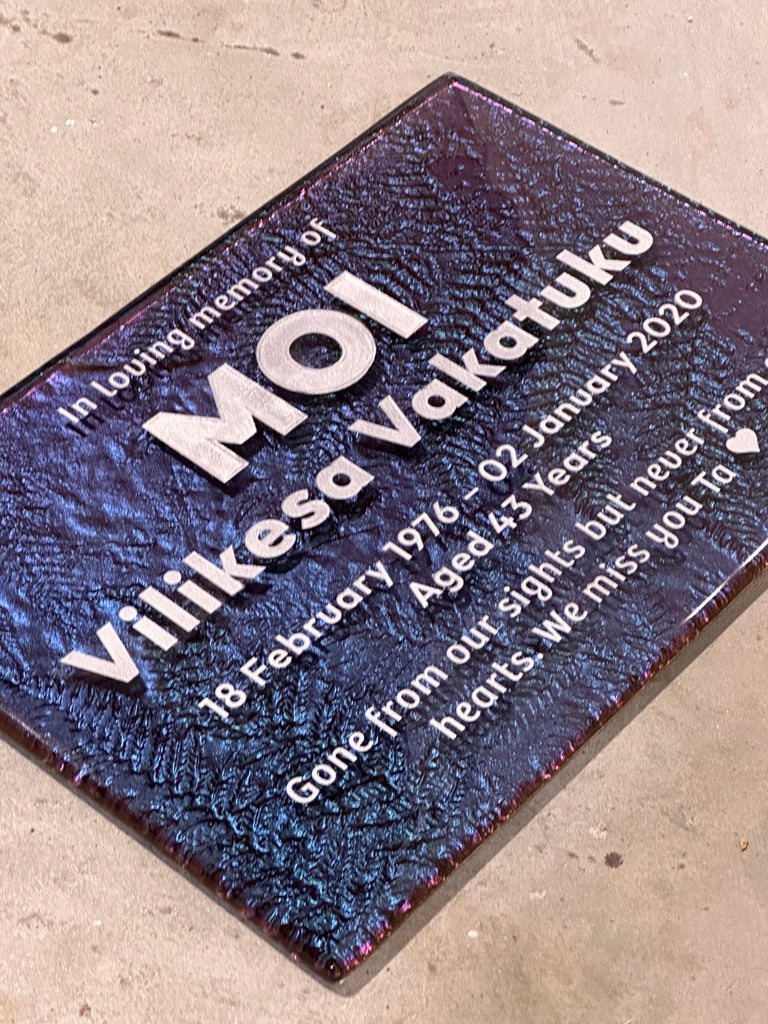 In loving memory of
MOI
Vilikesa Vakatuku
18 February 1976 - 02 January 2020
Aged 43 Years
Gone from our sights but never from
hearts. We miss you Ta ♥